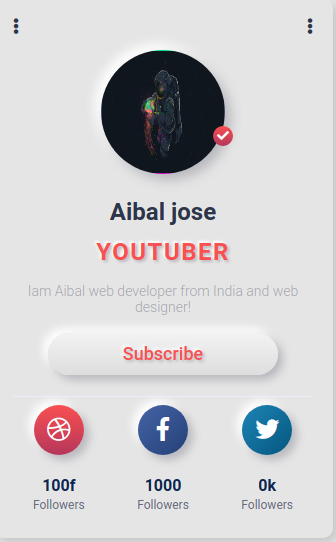 Aibal jose
YOUTUBER
Iam Aibal web developer from India and web
designer!
Subscribe
100f 1000 0k
Followers Followers Followers